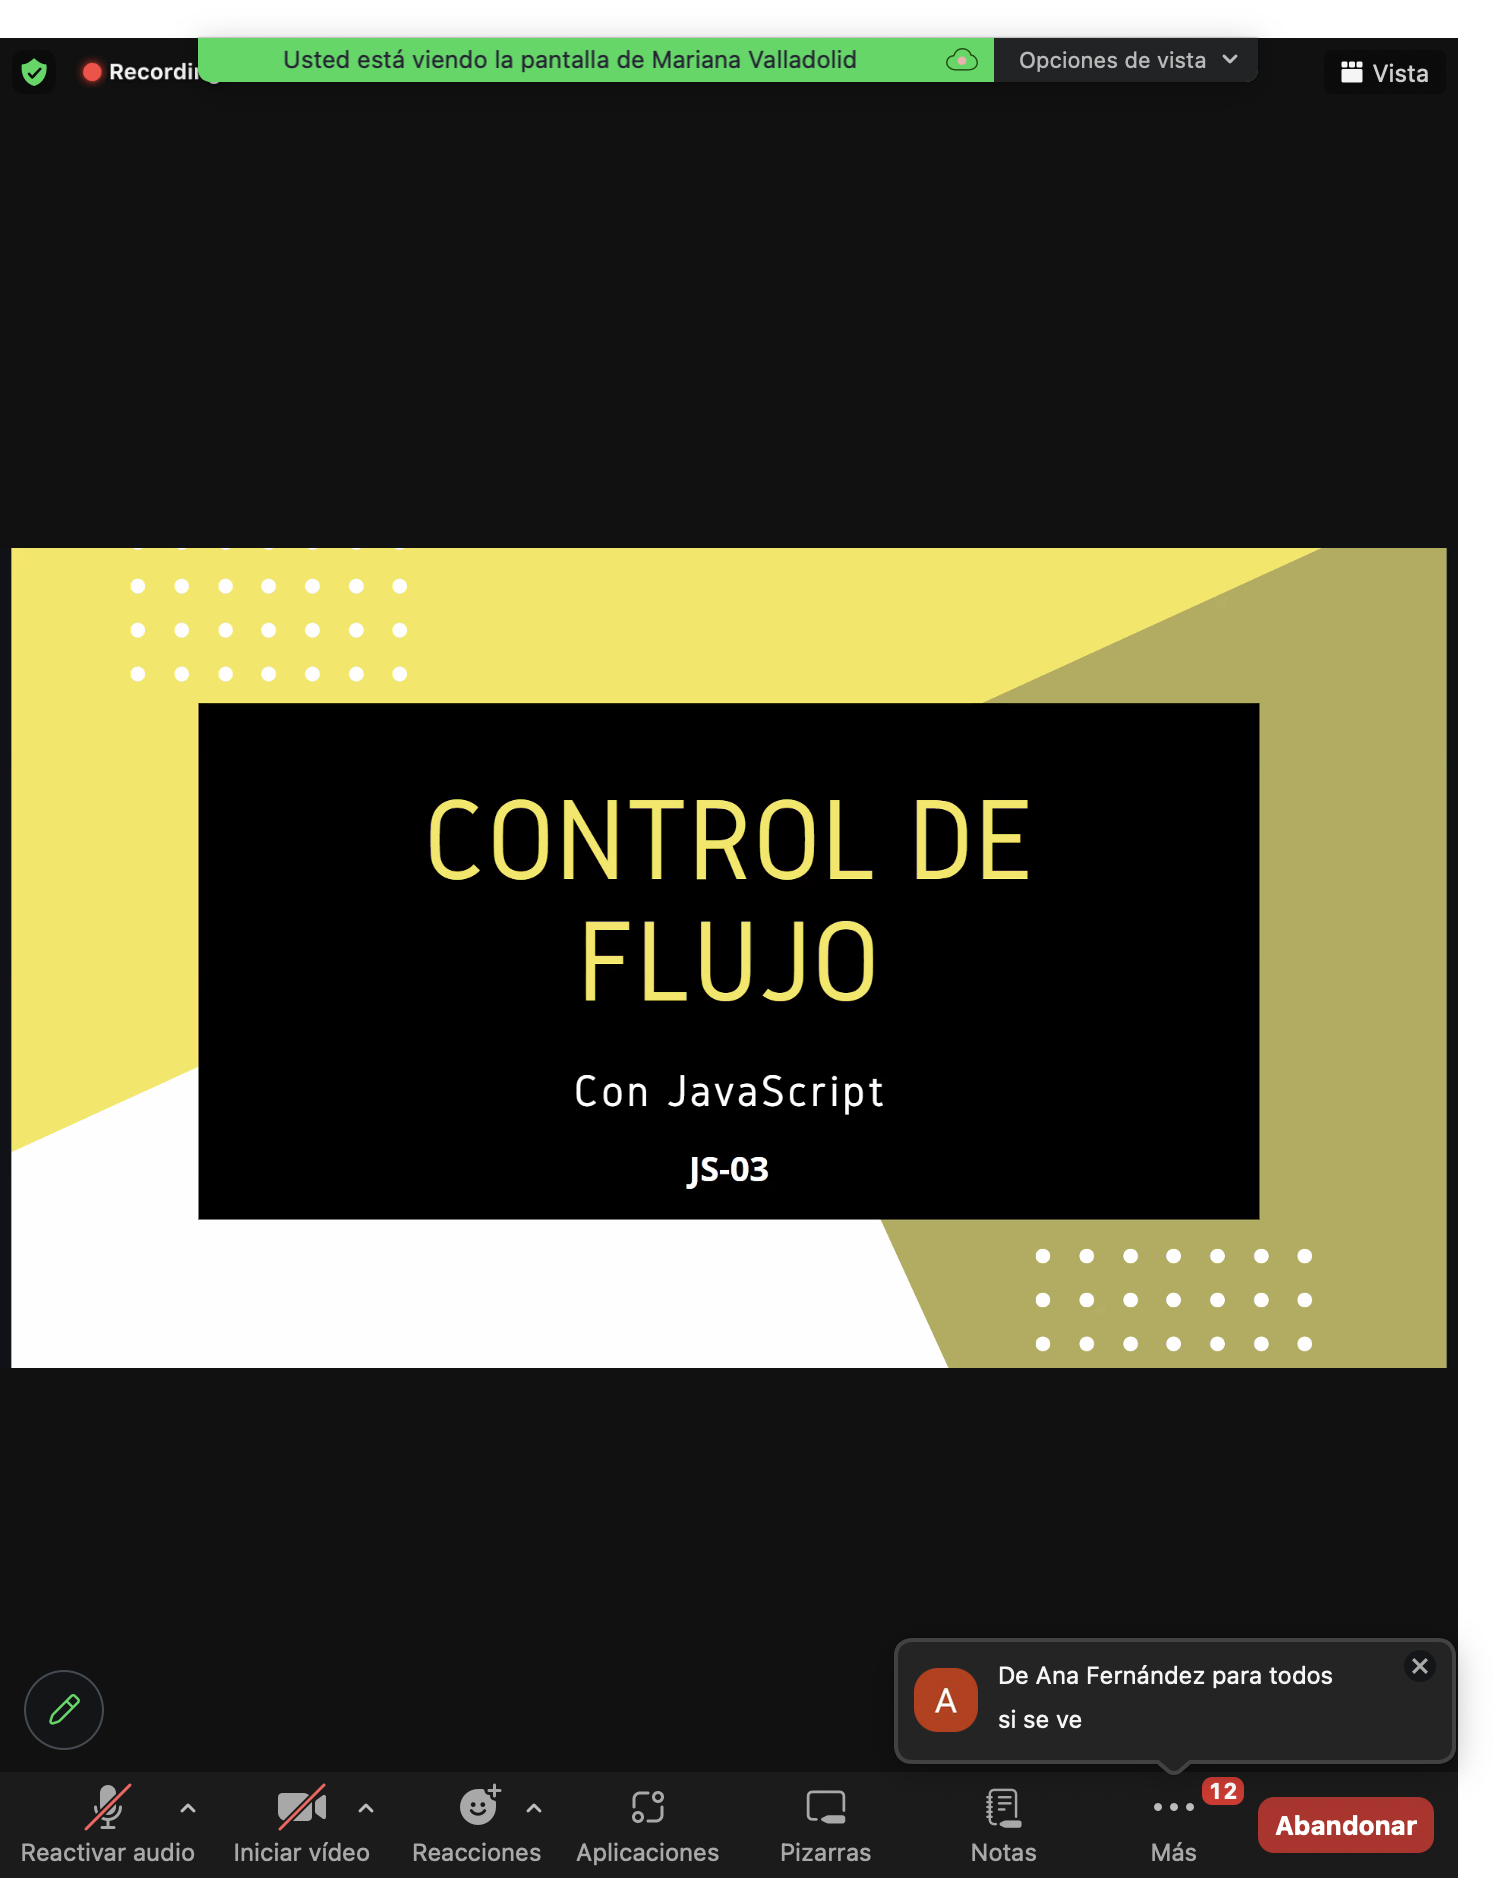 Usted está viendo la pantalla de Mariana Valladolid
Opciones de vista
Vista
CONTROL DE
FLUJO
Con JavaScript
JS-03
De Ana Fernández para todos
si se ve
A
12
Reactivar audio
Iniciar vídeo
Reacciones
Aplicaciones
Pizarras
Notas
Más
Abandonar